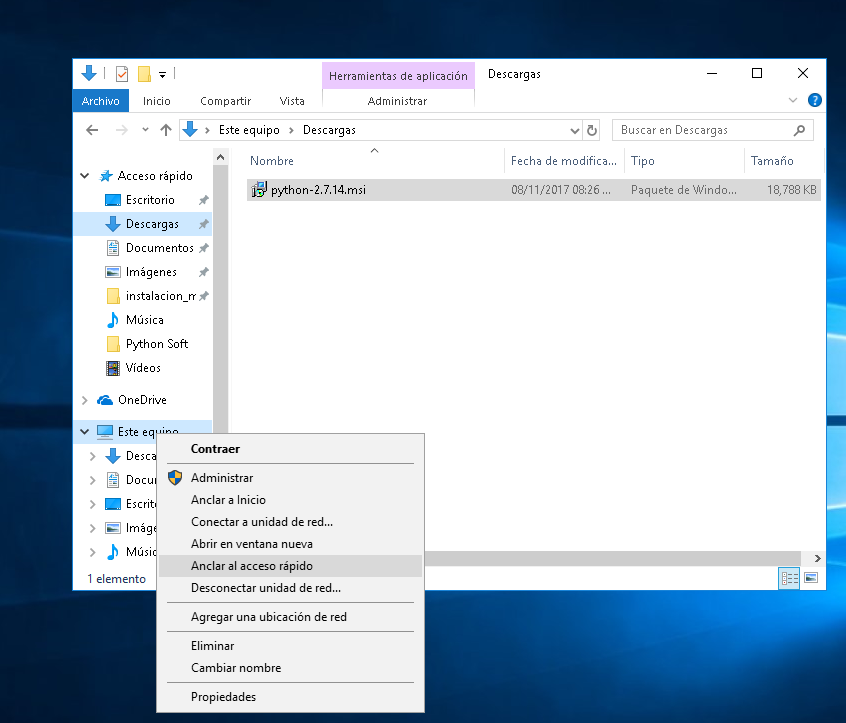 Herramientas de aplicación
Descargas
Archivo
Inicio
Compartir
Vista
Administrar
?
Este equipo
Descargas
Buscar en Descargas
Nombre
Fecha de modifica...
Tipo
Tamaño
python-2.7.14.msi
08/11/2017 08:26 ...
Paquete de Windo...
18,788 KB
Acceso rápido
Escritorio
Descargas
Documentos
Imágenes
instalacion_m
Música
Python Soft
Vídeos
OneDrive
Este equipo
Desca
Docu
Escrit
Imáge
Músic
1 elemento
Contraer
Administrar
Anclar a Inicio
Conectar a unidad de red...
Abrir en ventana nueva
Anclar al acceso rápido
Desconectar unidad de red...
Agregar una ubicación de red
Eliminar
Cambiar nombre
Propiedades